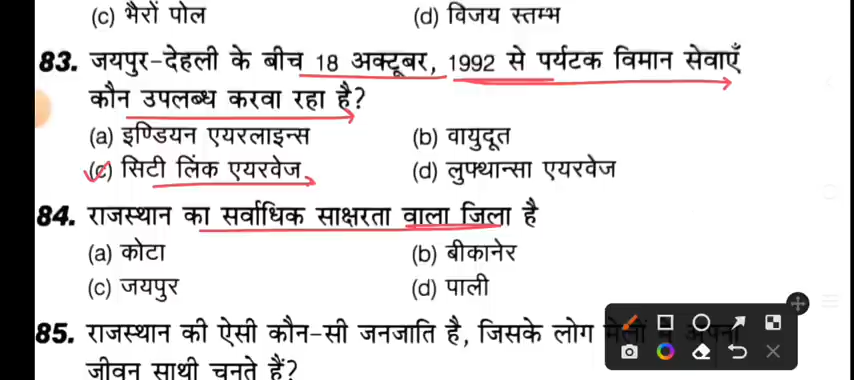 (c) भैरों पोल (d) विजय स्तम्भ
83. जयपुर-देहली के बीच 18 अक्टूबर, 1992 से पर्यटक विमान सेवाएँ
कौन उपलब्ध करवा रहा है?
(a) इण्डियन एयरलाइन्स (b) वायुदूत
(c) सिटी लिंक एयरवेज (d) लुफ्थान्सा एयरवेज
84. राजस्थान का सर्वाधिक साक्षरता वाला जिला है
(a) कोटा (b) बीकानेर
(c) जयपुर (d) पाली
85. राजस्थान की ऐसी कौन-सी जनजाति है, जिसके लोग मेलों में अपना
जीवन साथी चुनते हैं?